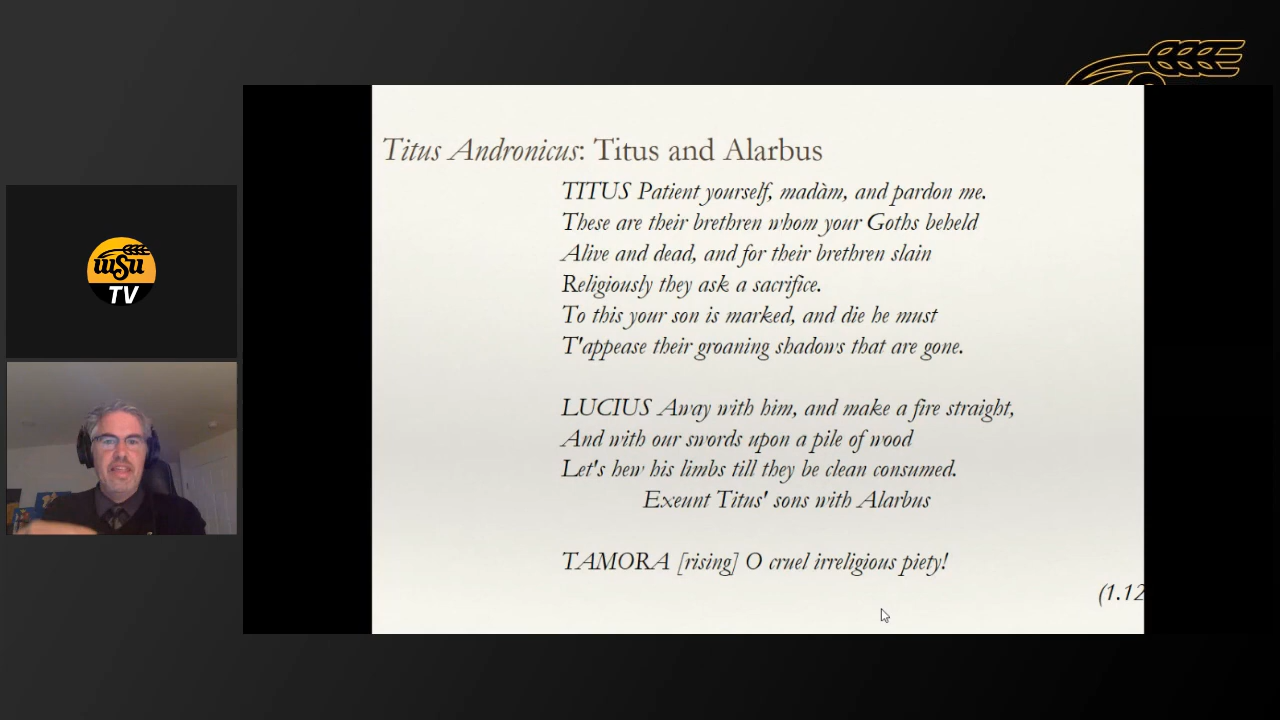 Titus Andronicus: Titus and Alarbus
TITUS Patient yourself, madàm, and pardon me.
These are their brethren whom your Goths beheld
Alive and dead, and for their brethren slain
Religiously they ask a sacrifice.
To this your son is marked, and die he must
T'appease their groaning shadows that are gone.
LUCIUS Away with him, and make a fire straight,
And with our swords upon a pile of wood
Let's hew his limbs till they be clean consumed.
Exeunt Titus' sons with Alarbus
TAMORA [rising] O cruel irreligious piety!
(1.12
WSU
TV